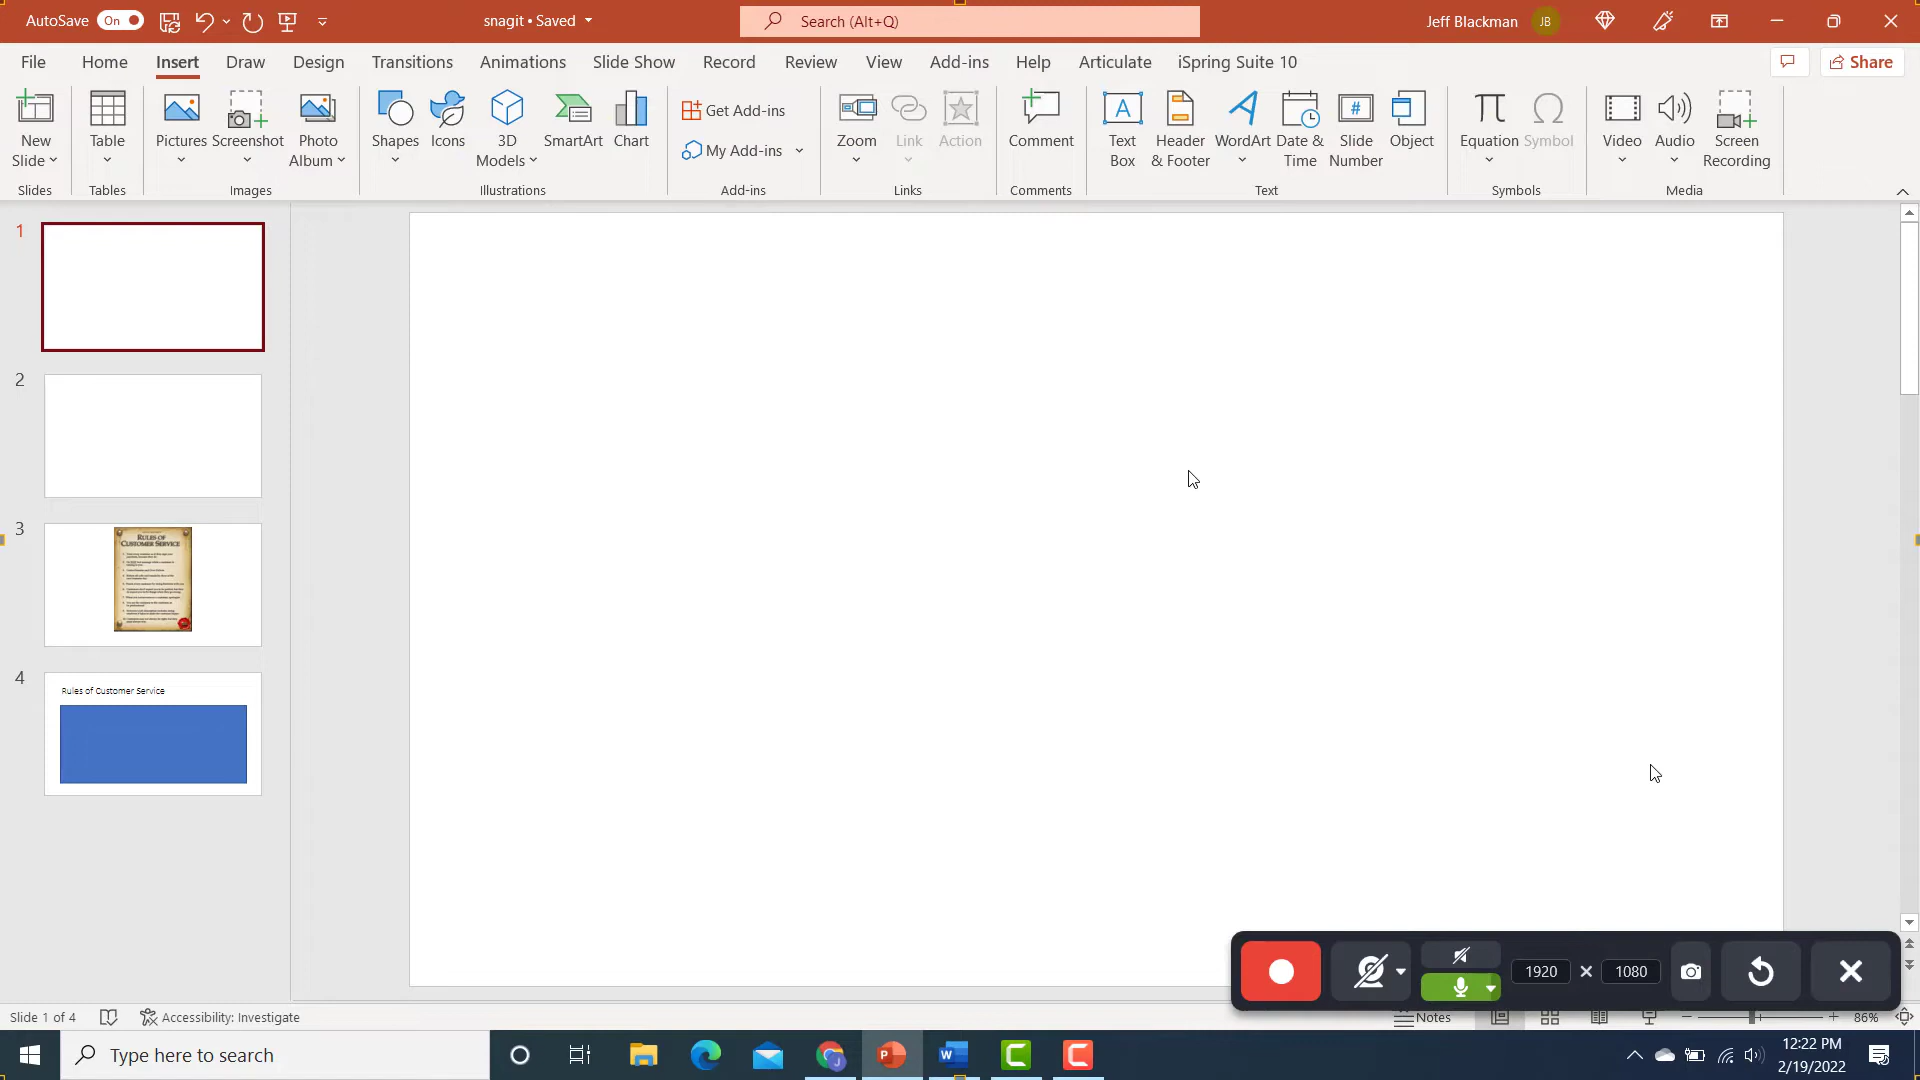 AutoSave On snagit • Saved Search (Alt+Q) Jeff Blackman JB
File Home Insert Draw Design Transitions Animations Slide Show Record Review View Add-ins Help Articulate iSpring Suite 10 Share
New Slide Table Pictures Screenshot Photo Album Shapes Icons 3D Models SmartArt Chart Get Add-ins My Add-ins Zoom Link Action Comment Text Box Header & Footer WordArt Date & Time Slide Number Object Equation Symbol Video Audio Screen Recording
Slides Tables Images Illustrations Add-ins Links Comments Text Symbols Media
1
2
3
RULES OF
CUSTOMER SERVICE
4
Rules of Customer Service
1920 × 1080
Slide 1 of 4 Accessibility: Investigate Notes 86%
Type here to search
12:22 PM
2/19/2022